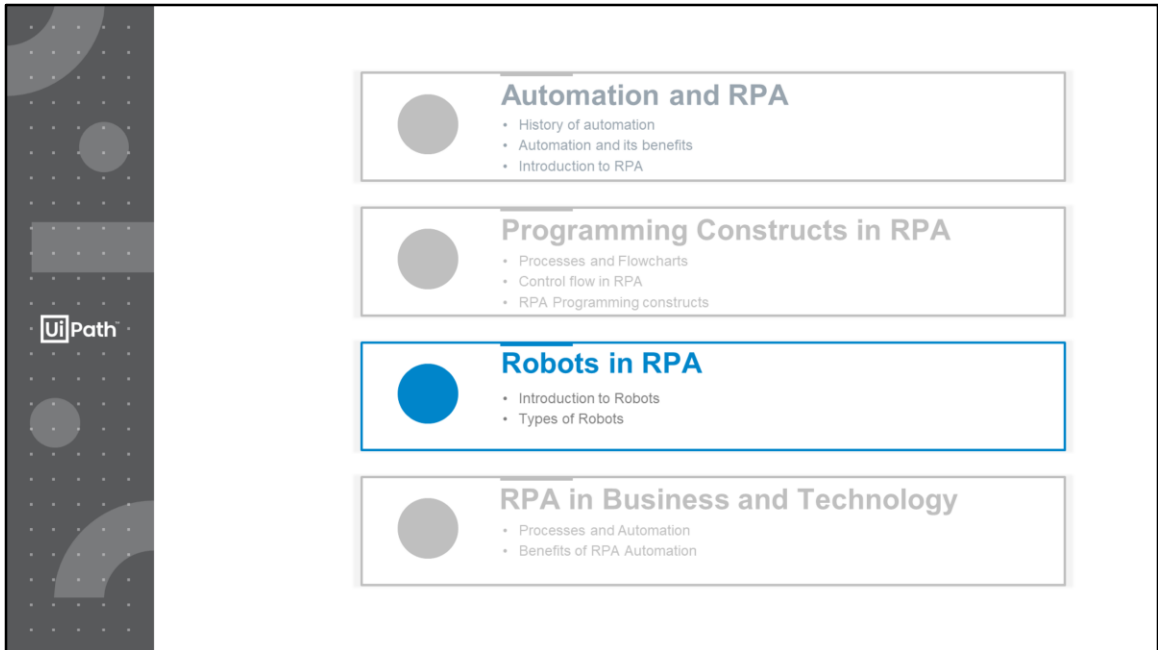 Automation and RPA
• History of automation
• Automation and its benefits
• Introduction to RPA
Programming Constructs in RPA
• Processes and Flowcharts
• Control flow in RPA
• RPA Programming constructs
UiPath™
Robots in RPA
• Introduction to Robots
• Types of Robots
RPA in Business and Technology
• Processes and Automation
• Benefits of RPA Automation